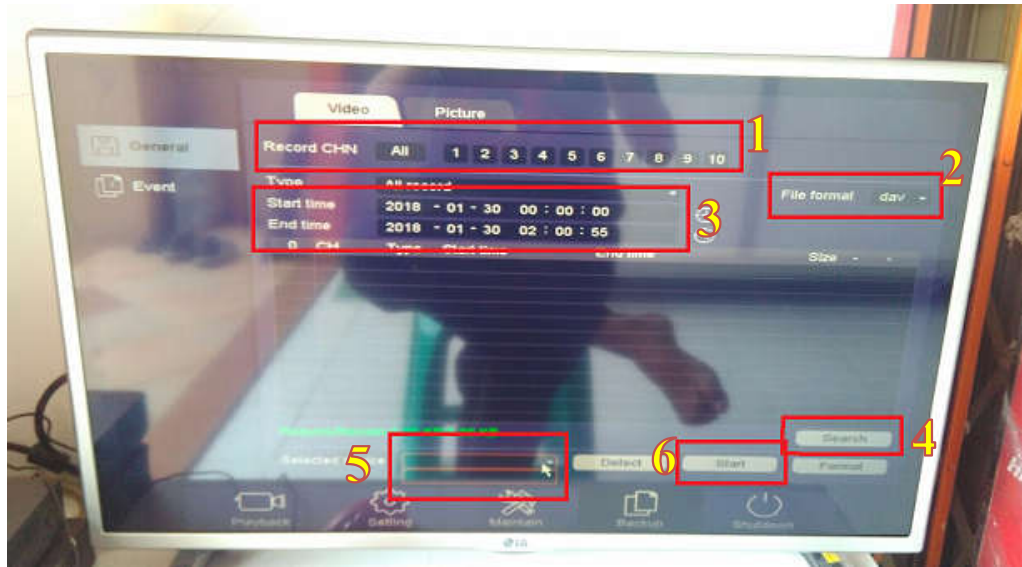 Video Picture
1
General
Record CHN All 1 2 3 4 5 6 7 8 9 10
2
Event
Type All record
File format dav
Start time 2018 - 01 - 30 00 : 00 : 00
3
End time 2018 - 01 - 30 02 : 00 : 55
0 CH Type Start time End time Size
Search
4
5
Selected
Detect
6
Start
Format
Playback Setting Maintain Backup Shutdown
LG